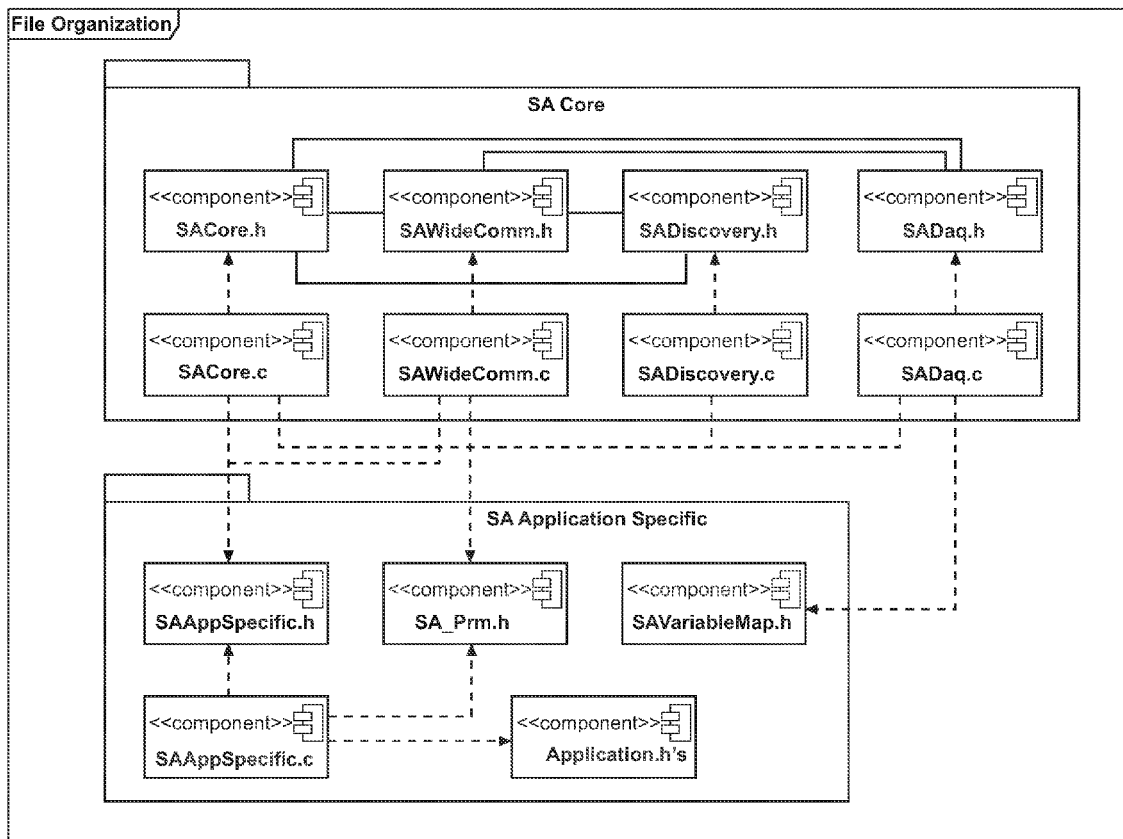 File Organization
SA Core
<<component>>
SACore.h
<<component>>
SAWideComm.h
<<component>>
SADiscovery.h
<<component>>
SADaq.h
<<component>>
SACore.c
<<component>>
SAWideComm.c
<<component>>
SADiscovery.c
<<component>>
SADaq.c
SA Application Specific
<<component>>
SAAppSpecific.h
<<component>>
SA_Prm.h
<<component>>
SAVariableMap.h
<<component>>
SAAppSpecific.c
<<component>>
Application.h's